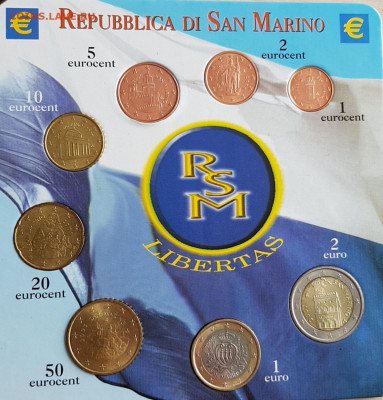 REPUBBLICA DI SAN MARINO
€
€
5
eurocent
2
eurocent
1
eurocent
10
eurocent
RSM
LIBERTAS
20
eurocent
2
euro
50
eurocent
1
euro